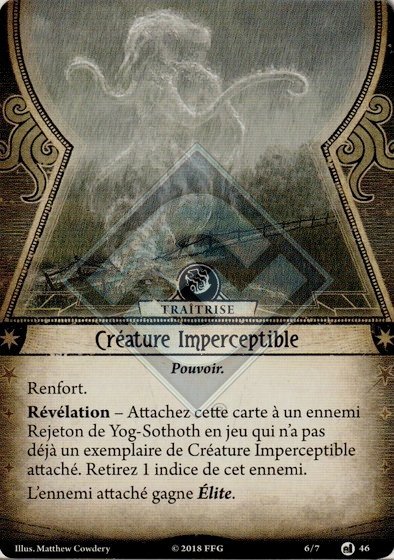 TRAÎTRISE
Créature Imperceptible
Pouvoir.
Renfort.
Révélation – Attachez cette carte à un ennemi
Rejeton de Yog-Sothoth en jeu qui n'a pas
déjà un exemplaire de Créature Imperceptible
attaché. Retirez 1 indice de cet ennemi.
L'ennemi attaché gagne Élite.
Illus. Matthew Cowdery © 2018 FFG 6/7 46